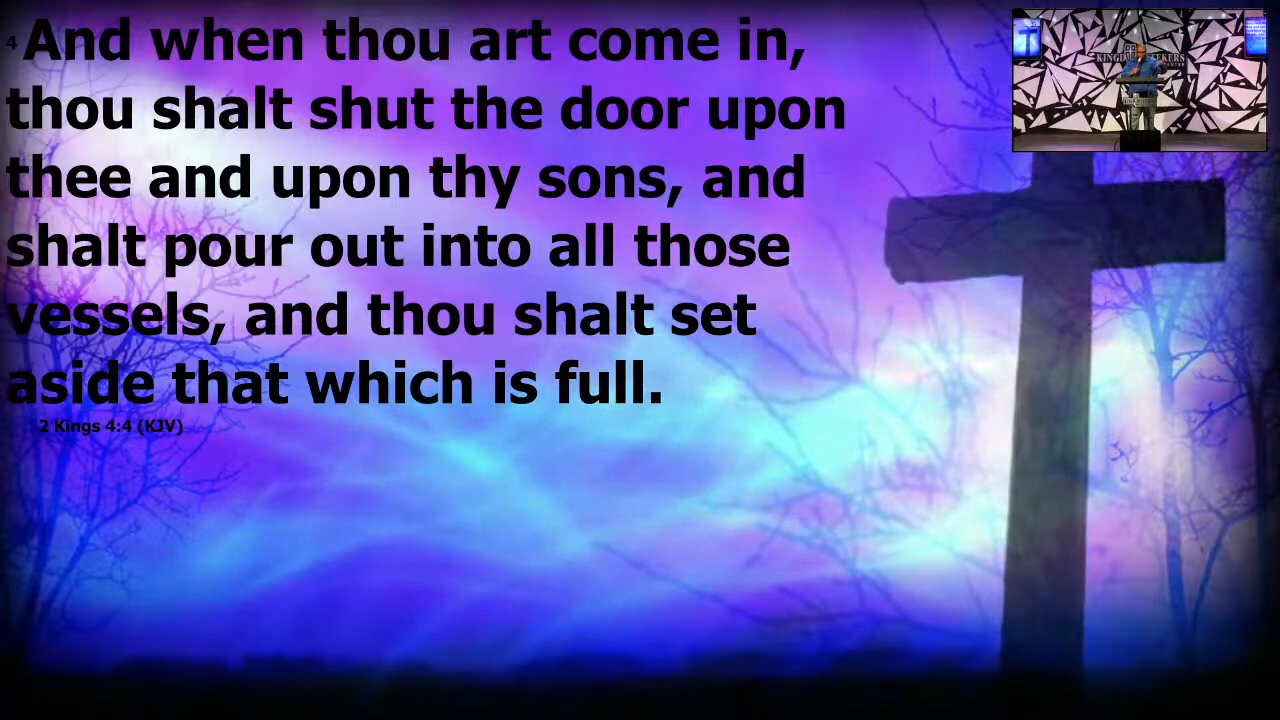 4 And when thou art come in,
thou shalt shut the door upon
thee and upon thy sons, and
shalt pour out into all those
vessels, and thou shalt set
aside that which is full.
2 Kings 4:4 (KJV)